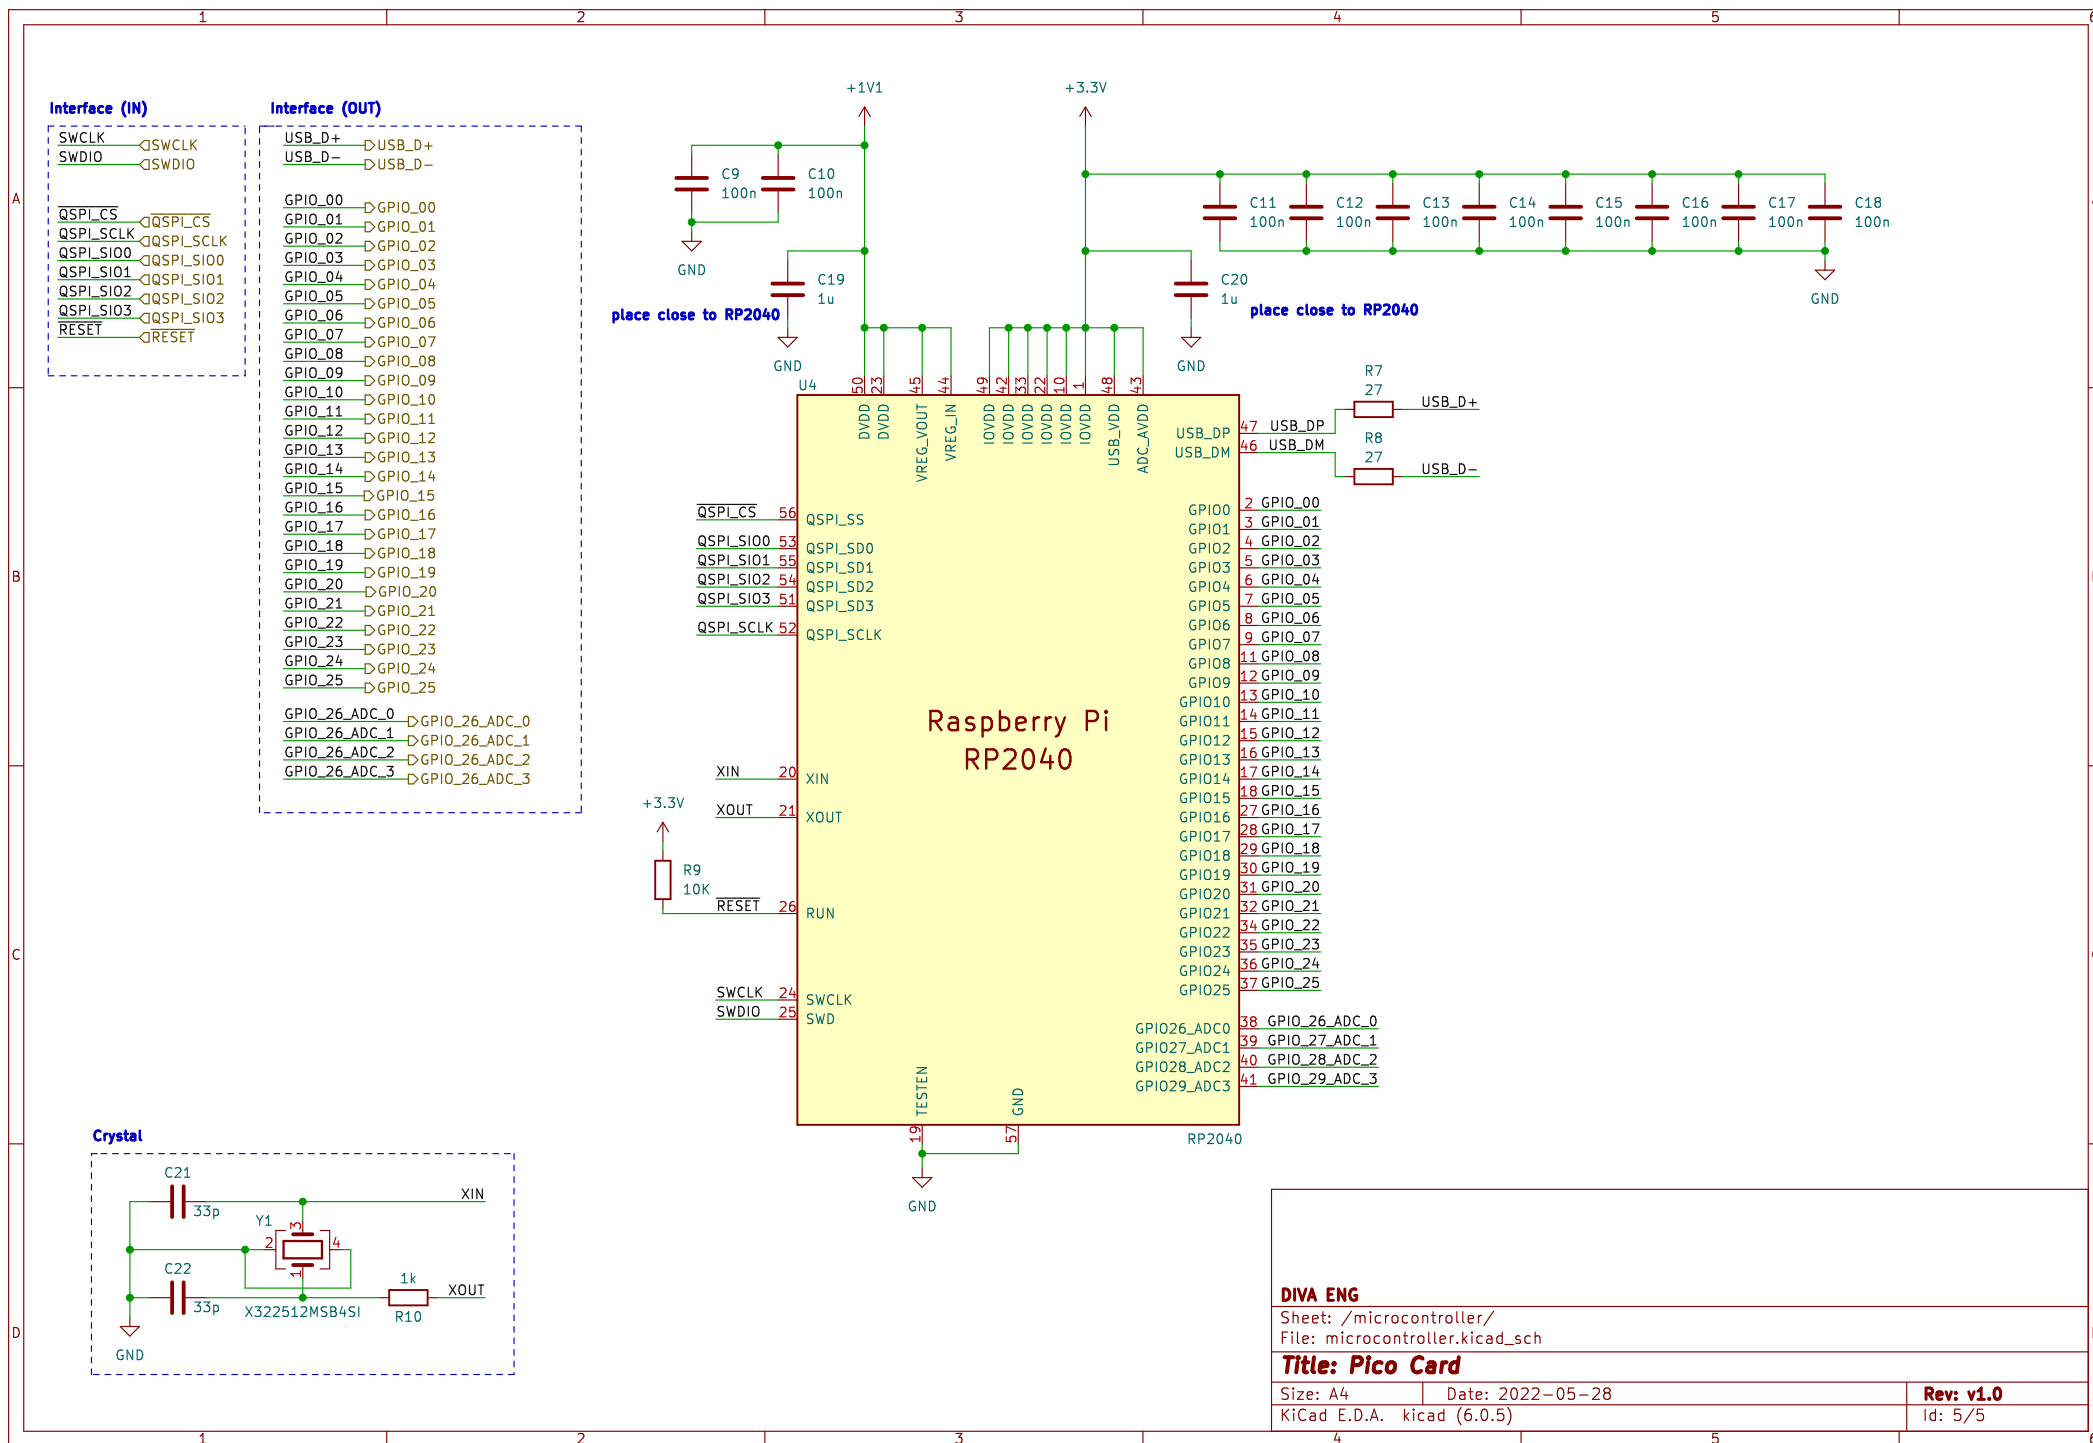 1 2 3 4 5 6
A
B
C
D
Interface (IN)
SWCLK SWCLK
SWDIO SWDIO
QSPI_CS QSPI_CS
QSPI_SCLK QSPI_SCLK
QSPI_SIO0 QSPI_SIO0
QSPI_SIO1 QSPI_SIO1
QSPI_SIO2 QSPI_SIO2
QSPI_SIO3 QSPI_SIO3
RESET RESET
Interface (OUT)
USB_D+ USB_D+
USB_D- USB_D-
GPIO_00 GPIO_00
GPIO_01 GPIO_01
GPIO_02 GPIO_02
GPIO_03 GPIO_03
GPIO_04 GPIO_04
GPIO_05 GPIO_05
GPIO_06 GPIO_06
GPIO_07 GPIO_07
GPIO_08 GPIO_08
GPIO_09 GPIO_09
GPIO_10 GPIO_10
GPIO_11 GPIO_11
GPIO_12 GPIO_12
GPIO_13 GPIO_13
GPIO_14 GPIO_14
GPIO_15 GPIO_15
GPIO_16 GPIO_16
GPIO_17 GPIO_17
GPIO_18 GPIO_18
GPIO_19 GPIO_19
GPIO_20 GPIO_20
GPIO_21 GPIO_21
GPIO_22 GPIO_22
GPIO_23 GPIO_23
GPIO_24 GPIO_24
GPIO_25 GPIO_25
GPIO_26_ADC_0 GPIO_26_ADC_0
GPIO_26_ADC_1 GPIO_26_ADC_1
GPIO_26_ADC_2 GPIO_26_ADC_2
GPIO_26_ADC_3 GPIO_26_ADC_3
+1V1
C9
100n
C10
100n
GND
C19
1u
place close to RP2040
GND
+3.3V
C11
100n
C12
100n
C13
100n
C14
100n
C15
100n
C16
100n
C17
100n
C18
100n
GND
C20
1u
place close to RP2040
GND
U4
50 23 45 44 49 42 33 22 10 1 48 43
DVDD DVDD VREG_VOUT VREG_IN IOVDD IOVDD IOVDD IOVDD IOVDD IOVDD USB_VDD ADC_AVDD
R7
27
USB_D+
USB_DP 47 USB_DP
USB_DM 46 USB_DM
R8
27
USB_D-
QSPI_CS 56 QSPI_SS
QSPI_SIO0 53 QSPI_SD0
QSPI_SIO1 55 QSPI_SD1
QSPI_SIO2 54 QSPI_SD2
QSPI_SIO3 51 QSPI_SD3
QSPI_SCLK 52 QSPI_SCLK
Raspberry Pi
RP2040
XIN 20 XIN
XOUT 21 XOUT
+3.3V
R9
10K
RESET 26 RUN
SWCLK 24 SWCLK
SWDIO 25 SWD
GPIO0 2 GPIO_00
GPIO1 3 GPIO_01
GPIO2 4 GPIO_02
GPIO3 5 GPIO_03
GPIO4 6 GPIO_04
GPIO5 7 GPIO_05
GPIO6 8 GPIO_06
GPIO7 9 GPIO_07
GPIO8 11 GPIO_08
GPIO9 12 GPIO_09
GPIO10 13 GPIO_10
GPIO11 14 GPIO_11
GPIO12 15 GPIO_12
GPIO13 16 GPIO_13
GPIO14 17 GPIO_14
GPIO15 18 GPIO_15
GPIO16 27 GPIO_16
GPIO17 28 GPIO_17
GPIO18 29 GPIO_18
GPIO19 30 GPIO_19
GPIO20 31 GPIO_20
GPIO21 32 GPIO_21
GPIO22 34 GPIO_22
GPIO23 35 GPIO_23
GPIO24 36 GPIO_24
GPIO25 37 GPIO_25
GPIO26_ADC0 38 GPIO_26_ADC_0
GPIO27_ADC1 39 GPIO_27_ADC_1
GPIO28_ADC2 40 GPIO_28_ADC_2
GPIO29_ADC3 41 GPIO_29_ADC_3
TESTEN GND
19 57
RP2040
GND
Crystal
C21
33p
XIN
Y1
3
2 4
1
C22
33p
X322512MSB4SI
1k
R10
XOUT
GND
DIVA ENG
Sheet: /microcontroller/
File: microcontroller.kicad_sch
Title: Pico Card
Size: A4 Date: 2022-05-28 Rev: v1.0
KiCad E.D.A. kicad (6.0.5) Id: 5/5
1 2 3 4 5 6